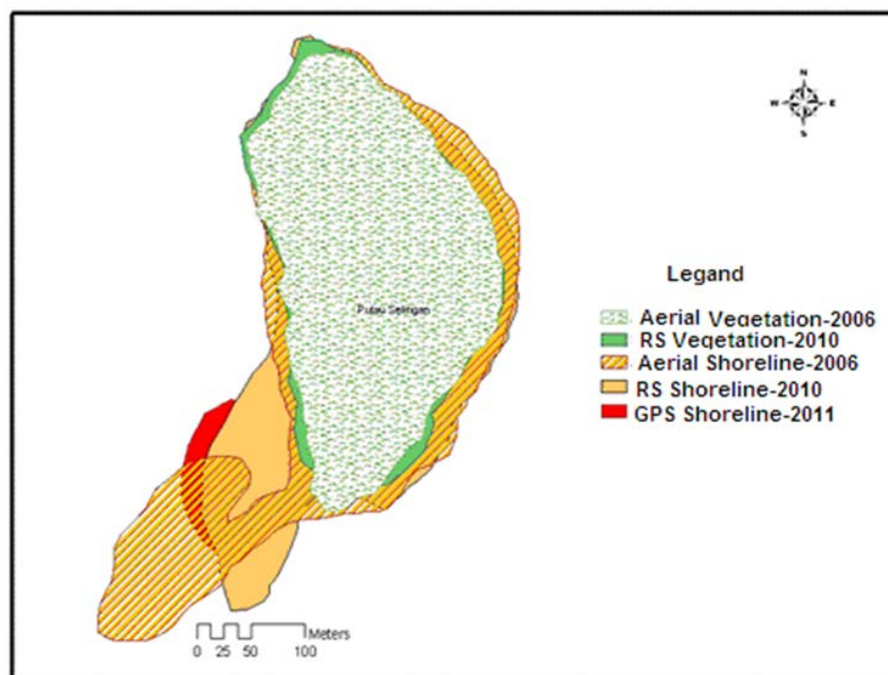 N
W E
S
Pulau Selingan
Legand
Aerial Vegetation-2006
RS Vegetation-2010
Aerial Shoreline-2006
RS Shoreline-2010
GPS Shoreline-2011
Meters
0 25 50 100